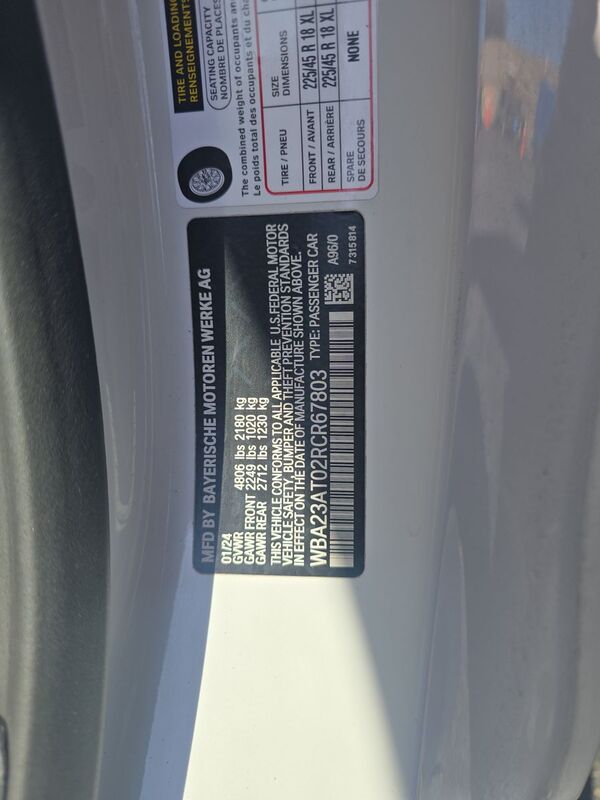 TIRE AND LOADING
RENSEIGNEMENTS
SEATING CAPACITY
NOMBRE DE PLACES
The combined weight of occupants an
Le poids total des occupants et du cha
TIRE / PNEU
SIZE
DIMENSIONS
FRONT / AVANT
225/45 R 18 XL
REAR / ARRIÈRE
225/45 R 18 XL
SPARE
DE SECOURS
NONE
MFD BY BAYERISCHE MOTOREN WERKE AG
01/24
GVWR 4806 lbs 2180 kg
GAWR FRONT 2249 lbs 1020 kg
GAWR REAR 2712 lbs 1230 kg
THIS VEHICLE CONFORMS TO ALL APPLICABLE U.S.FEDERAL MOTOR
VEHICLE SAFETY, BUMPER AND THEFT PREVENTION STANDARDS
IN EFFECT ON THE DATE OF MANUFACTURE SHOWN ABOVE.
WBA23AT02RCR67803 TYPE: PASSENGER CAR
A96/0
7 315 814